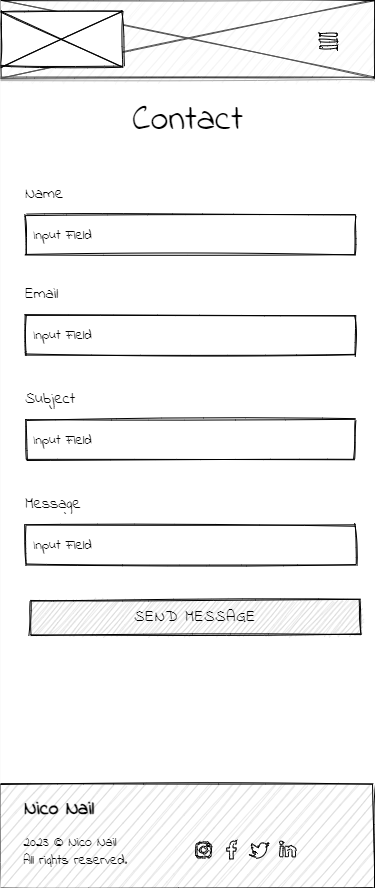 Contact
Name
Input Field
Email
Input Field
Subject
Input Field
Message
Input Field
SEND MESSAGE
Nico Nail
2023 © Nico Nail
All rights reserved.